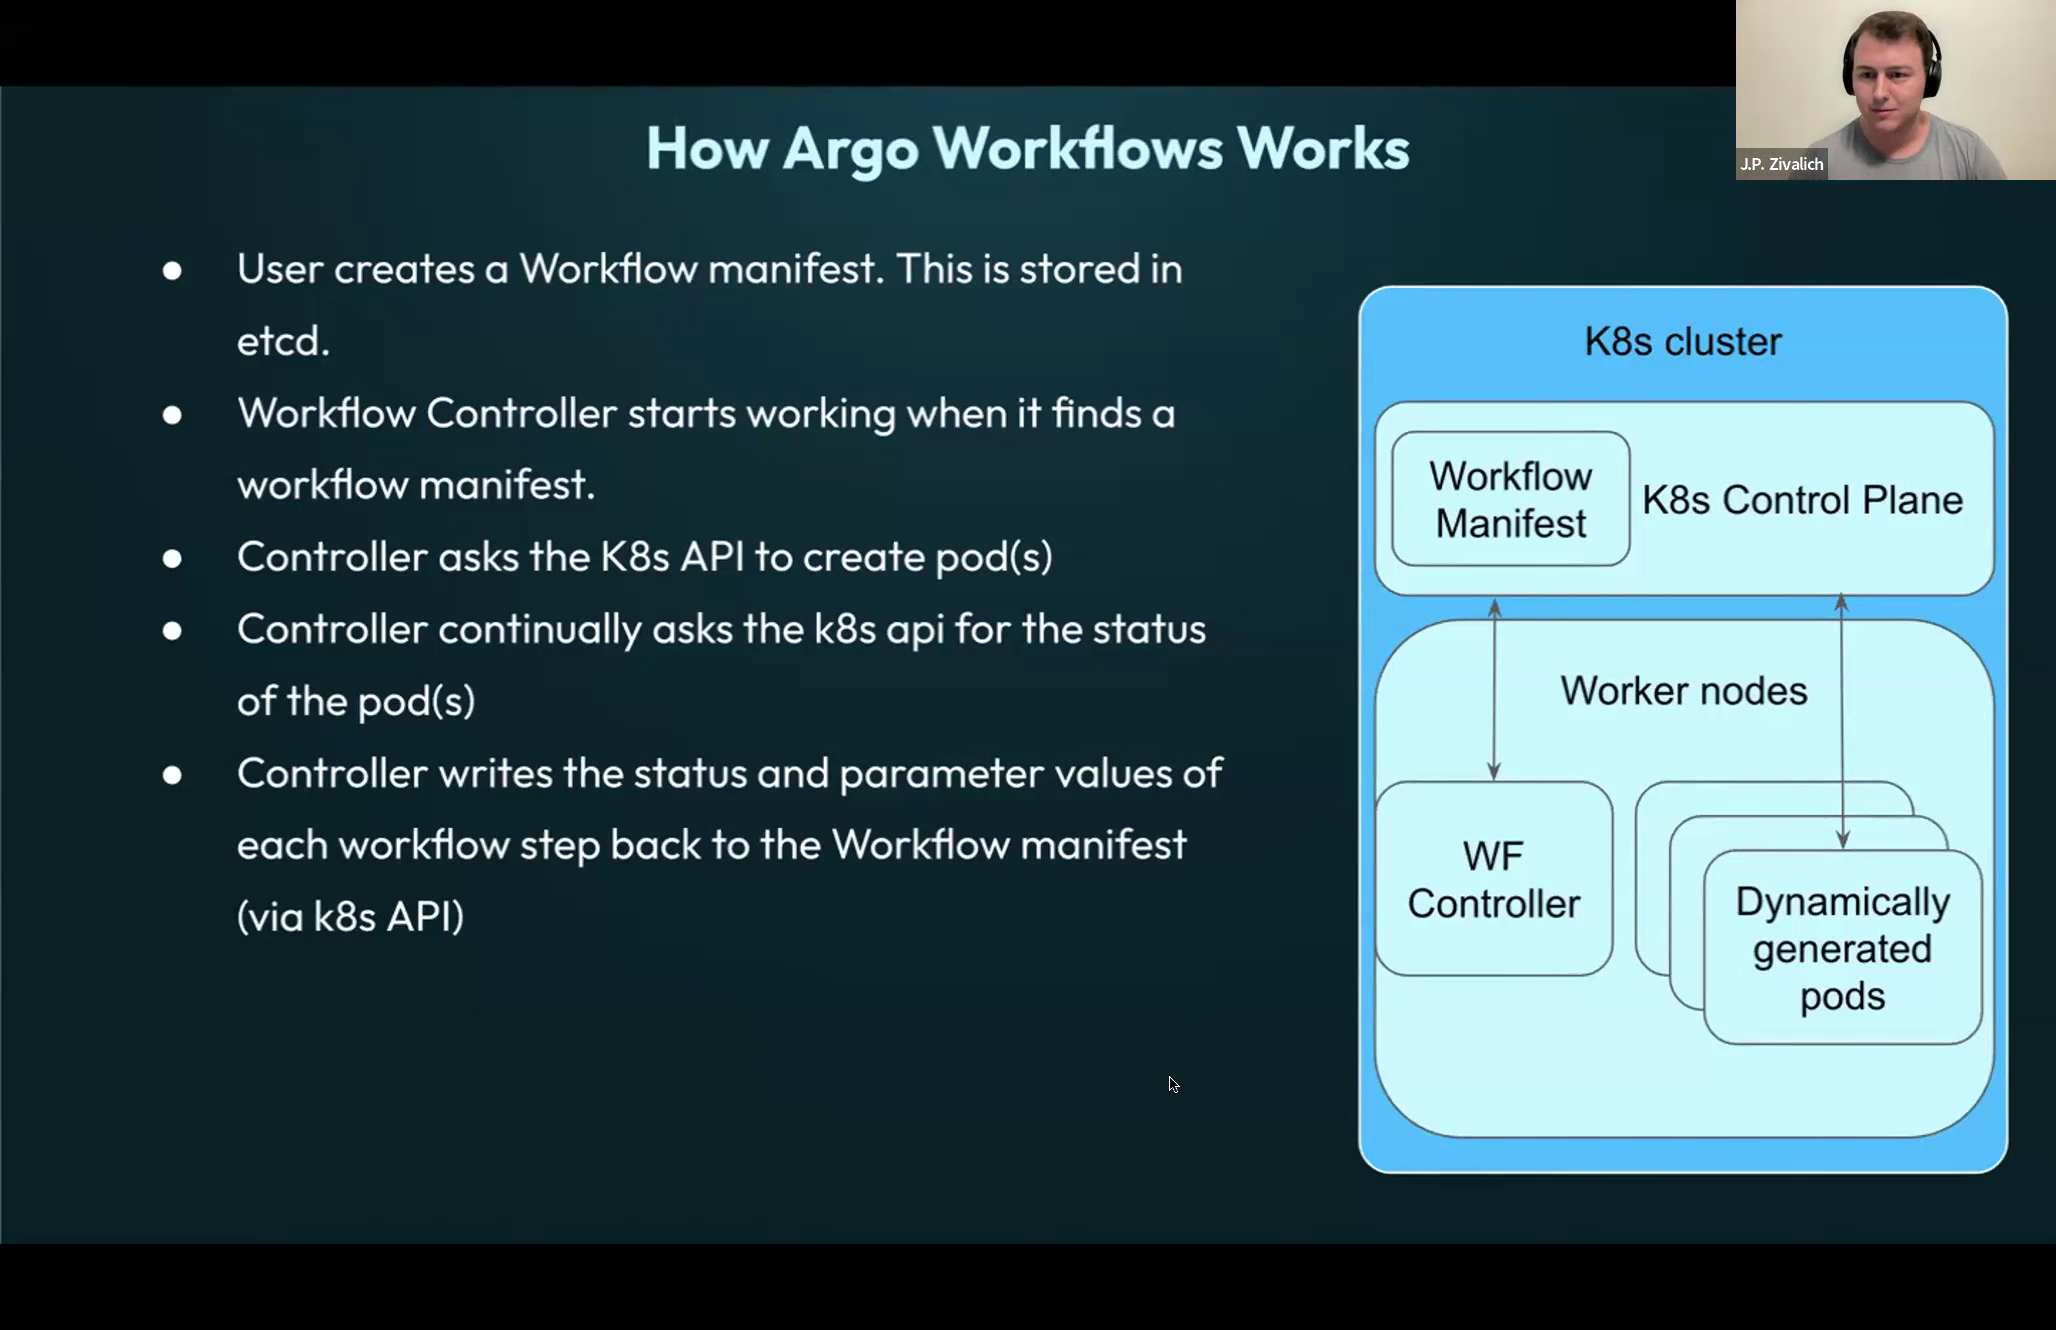 How Argo Workflows Works
J.P. Zivalich
● User creates a Workflow manifest. This is stored in
etcd.
● Workflow Controller starts working when it finds a
workflow manifest.
● Controller asks the K8s API to create pod(s)
● Controller continually asks the k8s api for the status
of the pod(s)
● Controller writes the status and parameter values of
each workflow step back to the Workflow manifest
(via k8s API)
K8s cluster
Workflow
Manifest
K8s Control Plane
Worker nodes
WF
Controller
Dynamically
generated
pods